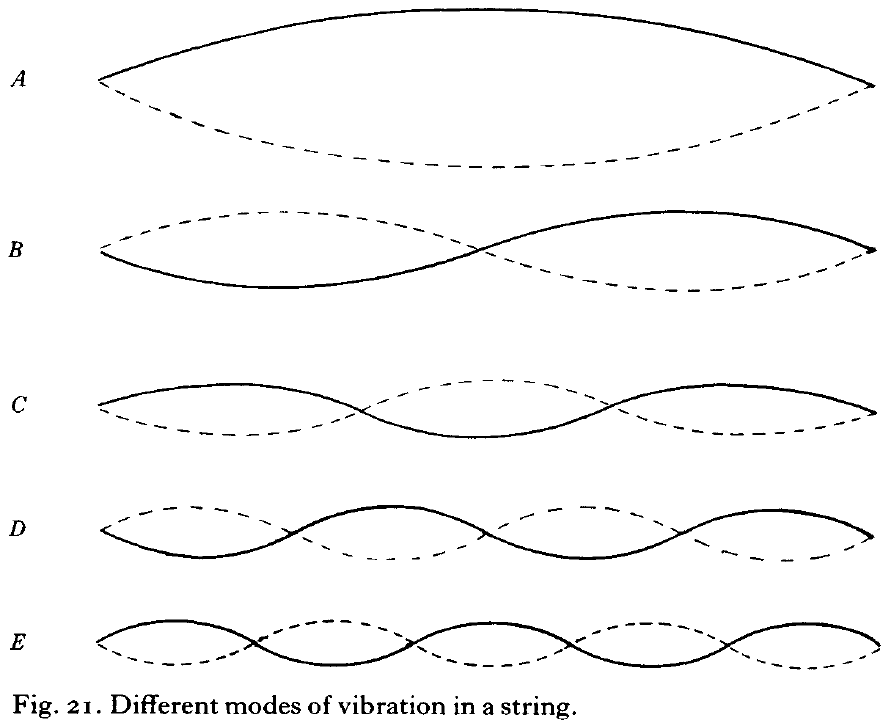 A
B
C
D
E
Fig. 21. Different modes of vibration in a string.